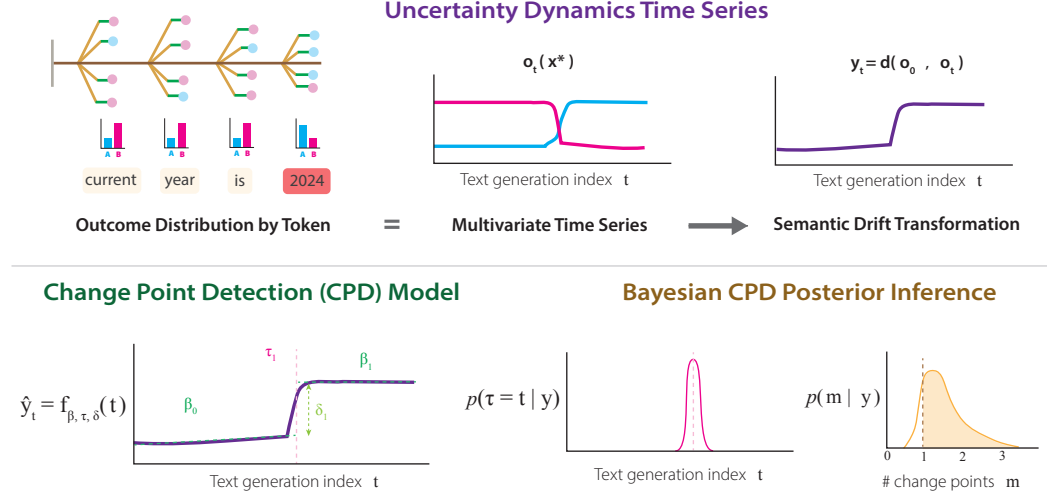 Uncertainty Dynamics Time Series
A B
A B
A B
A B
current year is 2024
oₜ(x*)
Text generation index t
yₜ = d(o₀ , oₜ)
Text generation index t
Outcome Distribution by Token = Multivariate Time Series Semantic Drift Transformation
Change Point Detection (CPD) Model
ŷₜ = f_β, τ, δ(t)
β₀
τ₁
β₁
δ₁
Text generation index t
Bayesian CPD Posterior Inference
p(τ = t | y)
Text generation index t
p(m | y)
0 1 2 3
# change points m